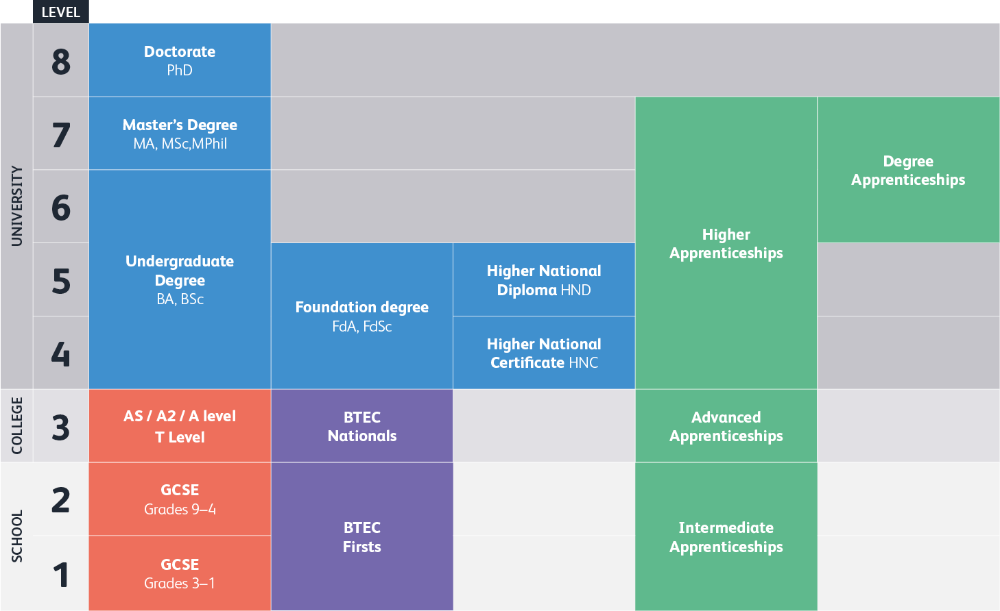 LEVEL
UNIVERSITY
8
Doctorate
PhD
7
Master’s Degree
MA, MSc,MPhil
6
5
4
Undergraduate
Degree
BA, BSc
Foundation degree
FdA, FdSc
Higher National
Diploma HND
Higher National
Certificate HNC
Higher
Apprenticeships
Degree
Apprenticeships
COLLEGE
3
AS / A2 / A level
T Level
BTEC
Nationals
Advanced
Apprenticeships
SCHOOL
2
GCSE
Grades 9–4
1
GCSE
Grades 3–1
BTEC
Firsts
Intermediate
Apprenticeships